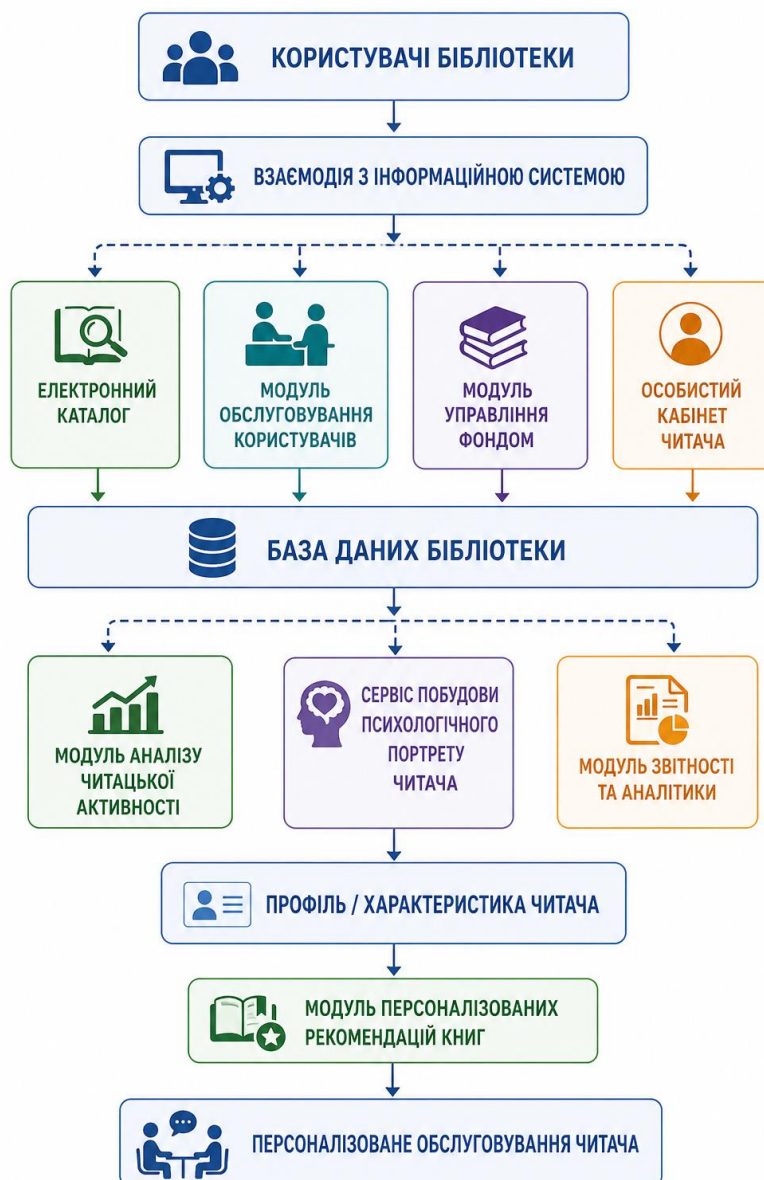 КОРИСТУВАЧІ БІБЛІОТЕКИ
ВЗАЄМОДІЯ З ІНФОРМАЦІЙНОЮ СИСТЕМОЮ
ЕЛЕКТРОННИЙ
КАТАЛОГ
МОДУЛЬ
ОБСЛУГОВУВАННЯ
КОРИСТУВАЧІВ
МОДУЛЬ
УПРАВЛІННЯ
ФОНДОМ
ОСОБИСТИЙ
КАБІНЕТ
ЧИТАЧА
БАЗА ДАНИХ БІБЛІОТЕКИ
МОДУЛЬ АНАЛІЗУ
ЧИТАЦЬКОЇ
АКТИВНОСТІ
СЕРВІС ПОБУДОВИ
ПСИХОЛОГІЧНОГО
ПОРТРЕТУ
ЧИТАЧА
МОДУЛЬ ЗВІТНОСТІ
ТА АНАЛІТИКИ
ПРОФІЛЬ / ХАРАКТЕРИСТИКА ЧИТАЧА
МОДУЛЬ ПЕРСОНАЛІЗОВАНИХ
РЕКОМЕНДАЦІЙ КНИГ
ПЕРСОНАЛІЗОВАНЕ ОБСЛУГОВУВАННЯ ЧИТАЧА